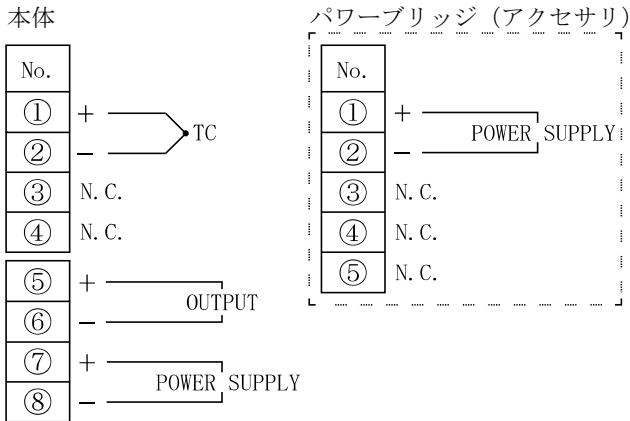 本体
No.
① +
② −
TC
③ N.C.
④ N.C.
⑤ +
OUTPUT
⑥ −
⑦ +
POWER SUPPLY
⑧ −
パワーブリッジ (アクセサリ)
No.
① +
POWER SUPPLY
② −
③ N.C.
④ N.C.
⑤ N.C.